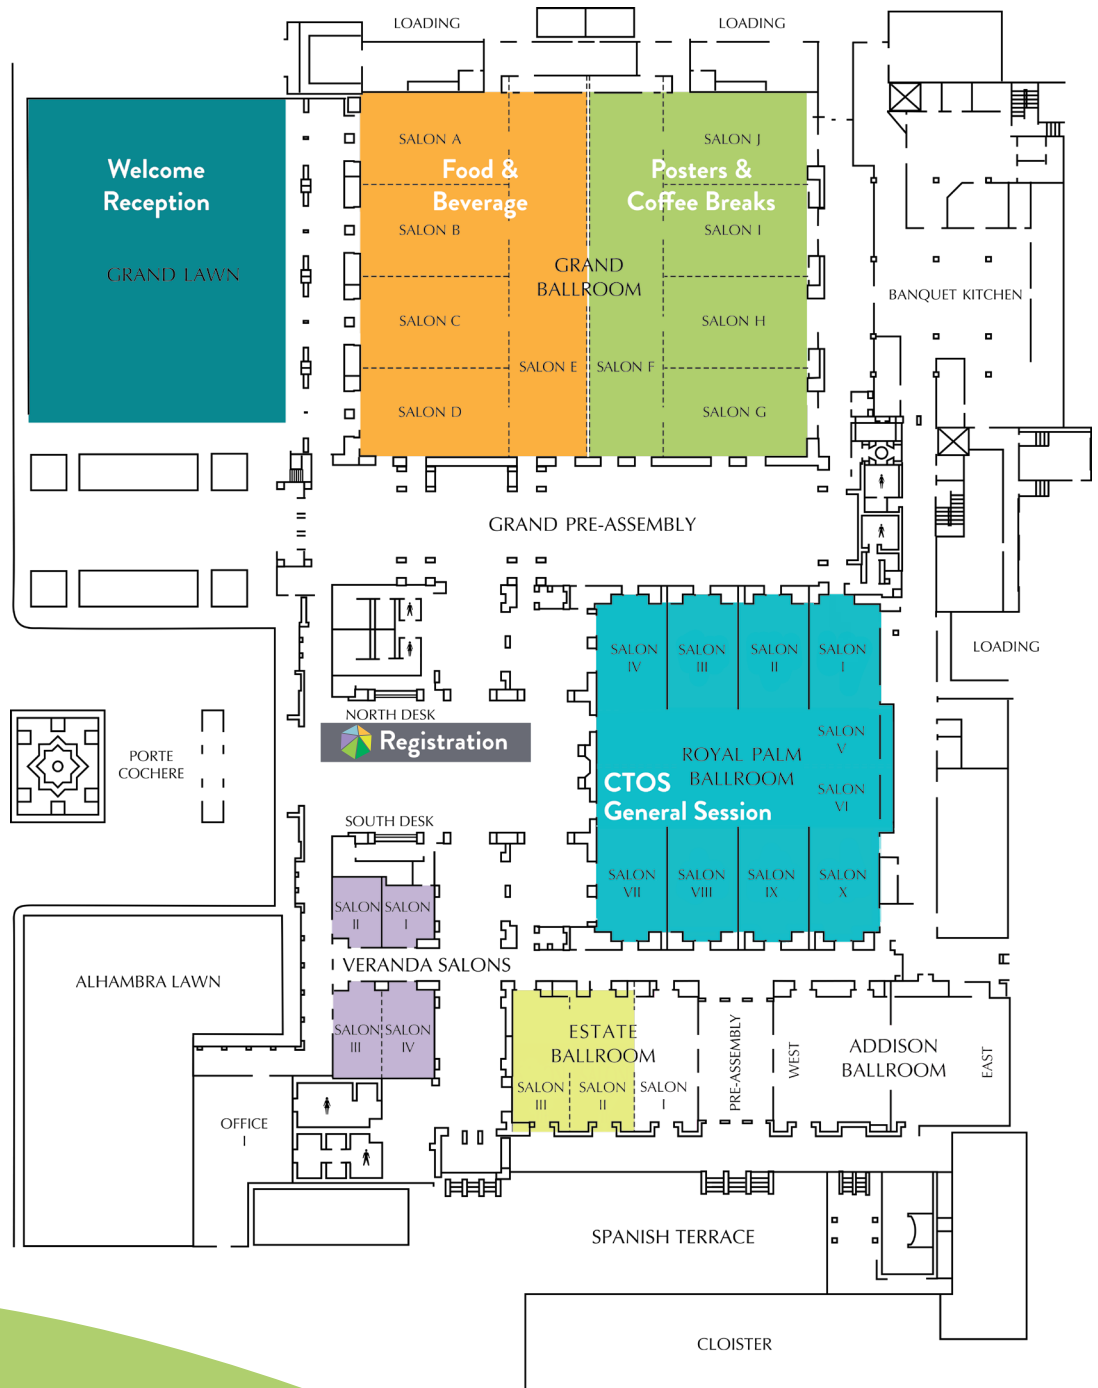 LOADING
LOADING
Welcome
Reception
GRAND LAWN
SALON A
Food &
Beverage
SALON B
SALON C
SALON D
SALON E
GRAND
BALLROOM
SALON J
Posters &
Coffee Breaks
SALON I
SALON H
SALON F
SALON G
BANQUET KITCHEN
GRAND PRE-ASSEMBLY
LOADING
SALON
IV
SALON
III
SALON
II
SALON
I
NORTH DESK
Registration
PORTE
COCHERE
SALON
V
ROYAL PALM
BALLROOM
SALON
VI
CTOS
General Session
SOUTH DESK
SALON
VII
SALON
VIII
SALON
IX
SALON
X
SALON
II
SALON
I
VERANDA SALONS
ALHAMBRA LAWN
SALON
III
SALON
IV
ESTATE
BALLROOM
SALON
III
SALON
II
SALON
I
PRE-ASSEMBLY
WEST
ADDISON
BALLROOM
EAST
OFFICE
I
SPANISH TERRACE
CLOISTER